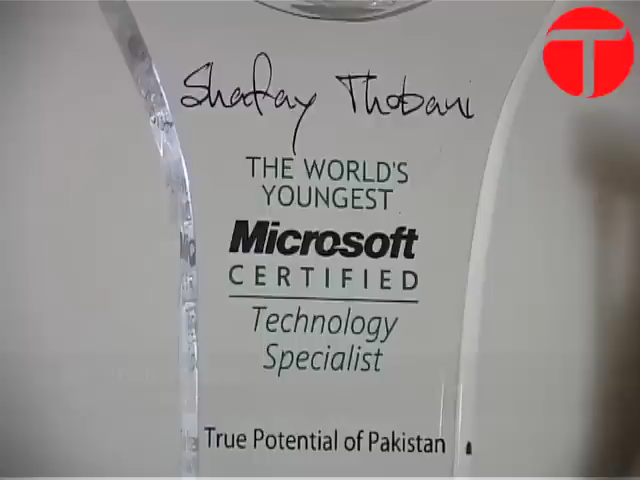 Shafay Thobani
THE WORLD'S
YOUNGEST
Microsoft
CERTIFIED
Technology
Specialist
True Potential of Pakistan